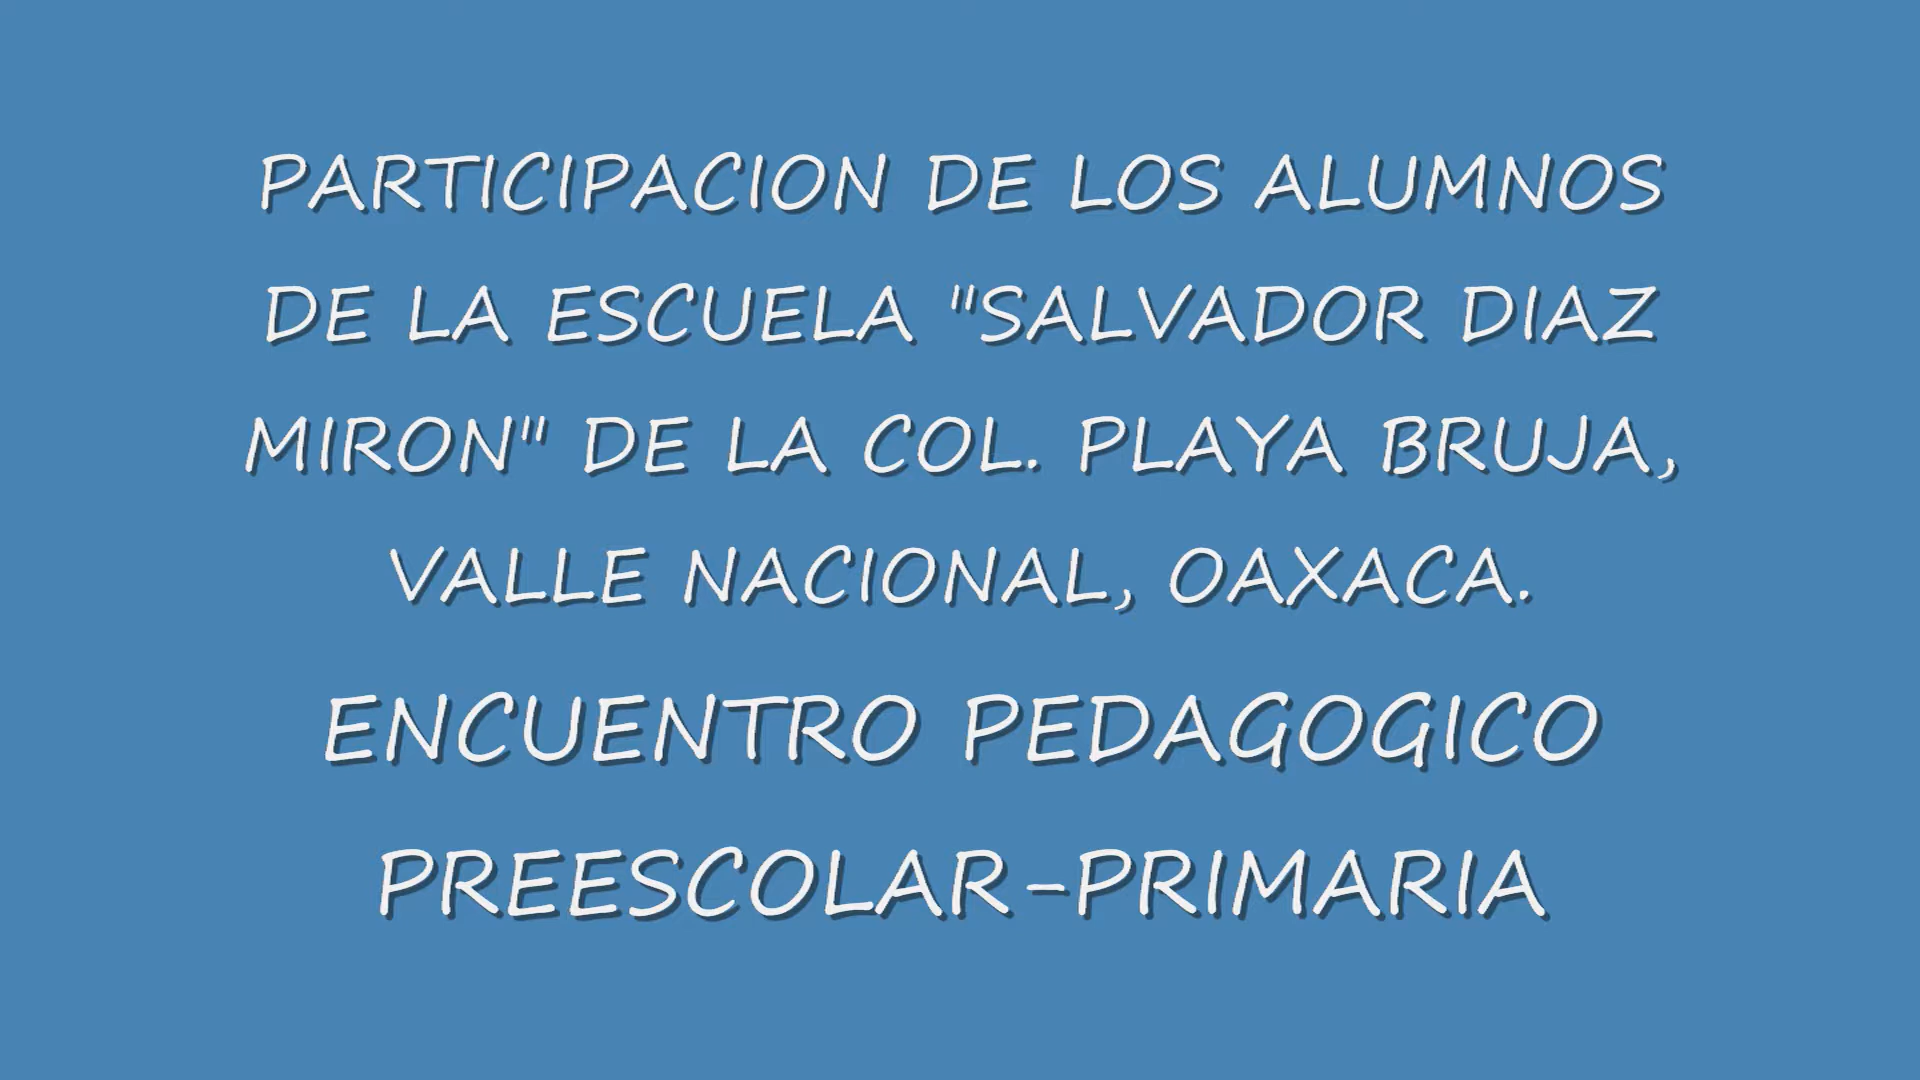 PARTICIPACION DE LOS ALUMNOS
DE LA ESCUELA "SALVADOR DIAZ
MIRON" DE LA COL. PLAYA BRUJA,
VALLE NACIONAL, OAXACA.
ENCUENTRO PEDAGOGICO
PREESCOLAR-PRIMARIA